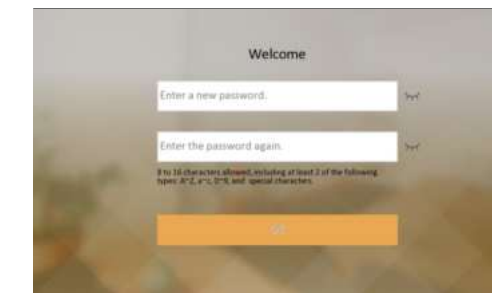 Welcome
Enter a new password.
Enter the password again.
8 to 16 characters allowed, including at least 2 of the following
types: A~Z, a~z, 0~9, and special characters.
GO